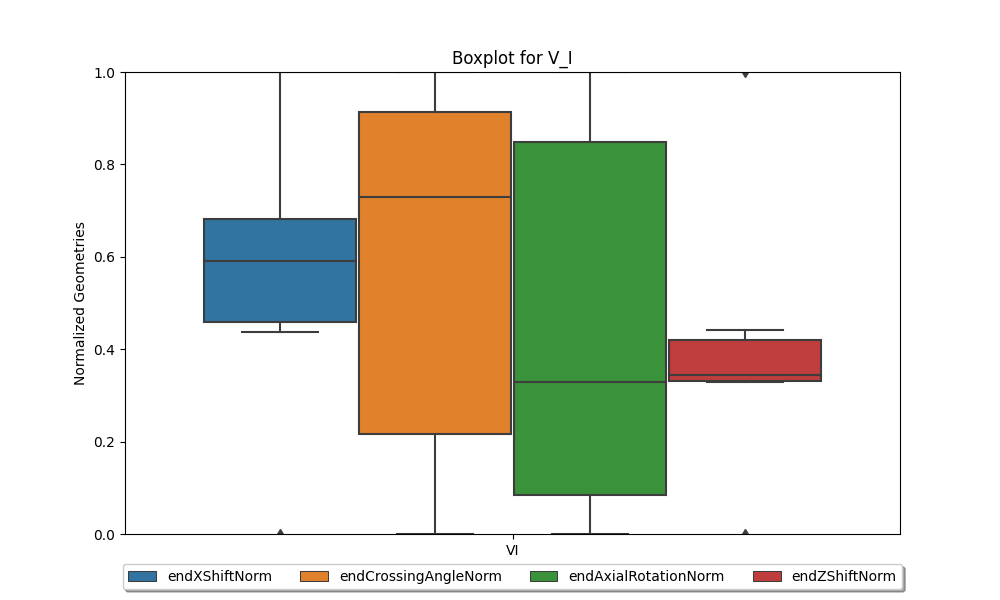 Boxplot for V_I
1.0
0.8
0.6
0.4
0.2
0.0
Normalized Geometries
VI
endXShiftNorm endCrossingAngleNorm endAxialRotationNorm endZShiftNorm